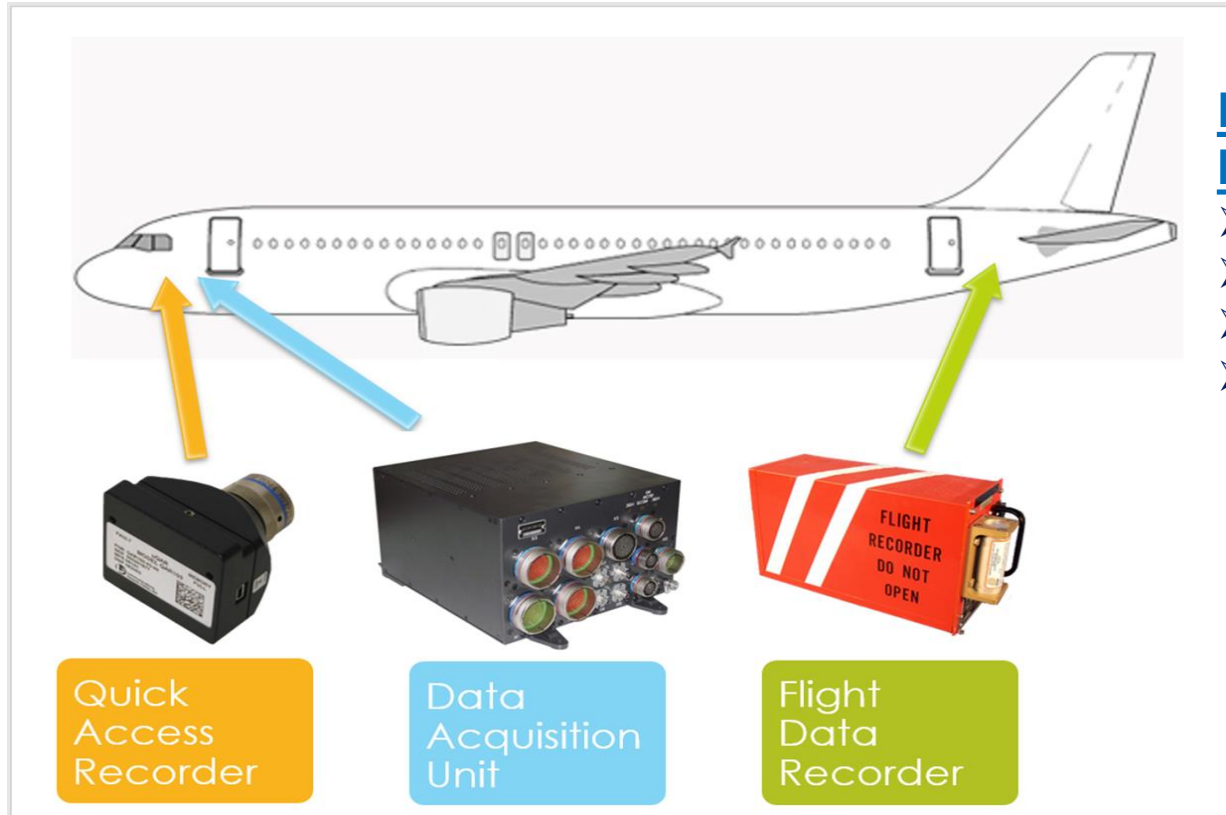 FLIGHT
RECORDER
DO NOT
OPEN
Quick
Access
Recorder
Data
Acquisition
Unit
Flight
Data
Recorder